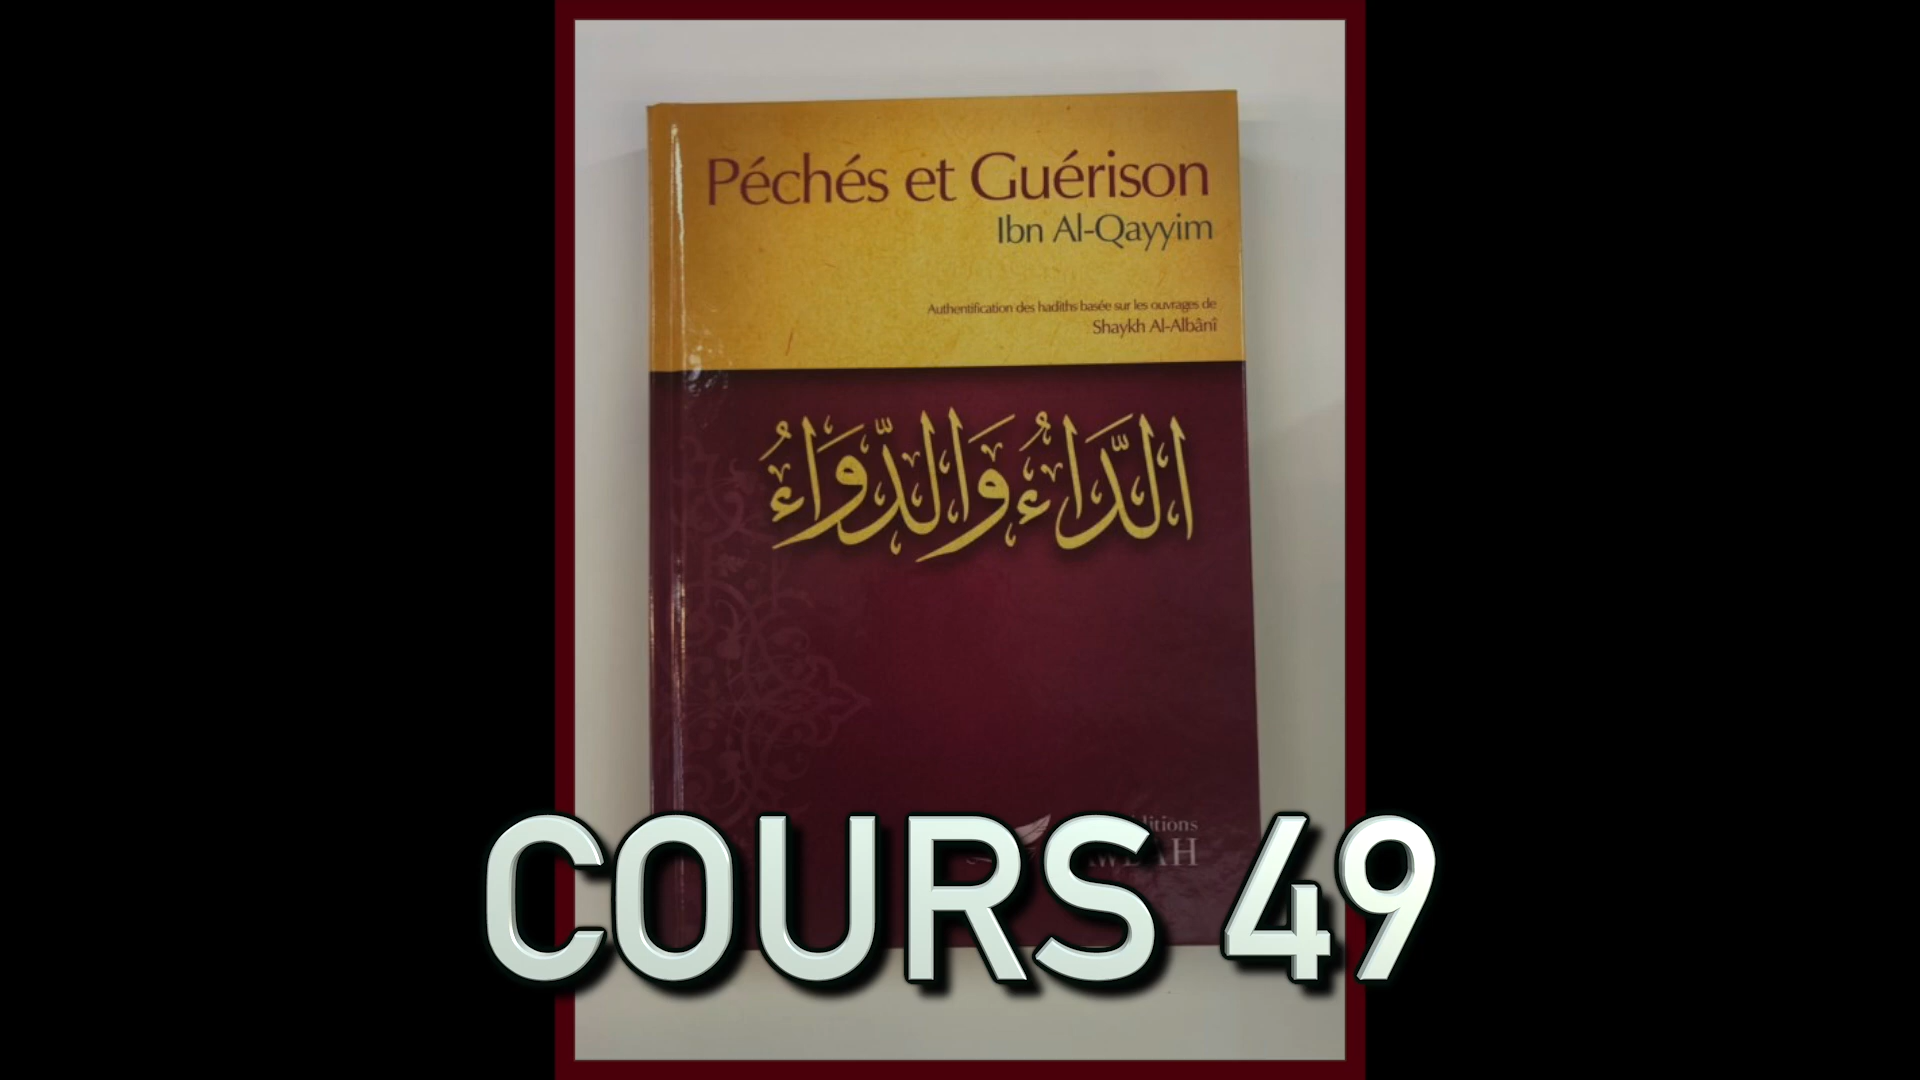 Péchés et Guérison
Ibn Al-Qayyim
Authentification des hadîths basée sur les ouvrages de
Shaykh Al-Albânî
الدَّاءُ وَالدَّوَاءُ
COURS 49